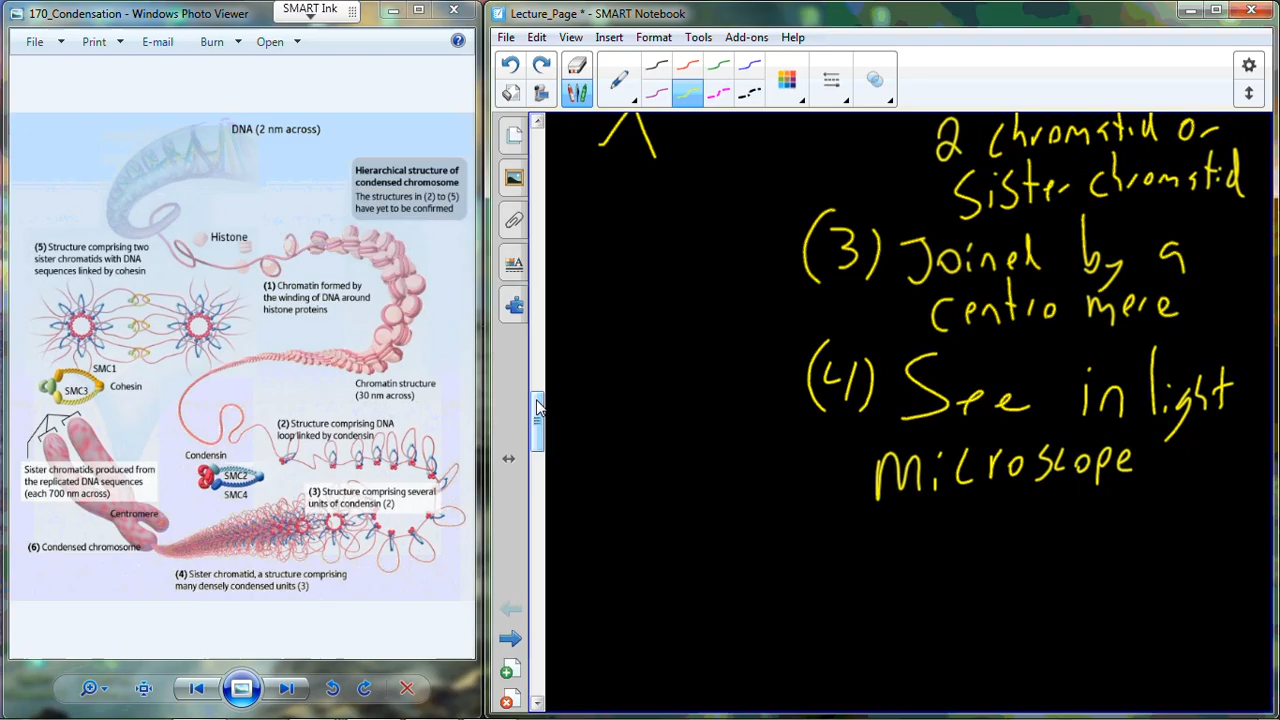 170_Condensation - Windows Photo Viewer
SMART Ink
File Print E-mail Burn Open
DNA (2 nm across)
Hierarchical structure of
condensed chromosome
The structures in (2) to (5)
have yet to be confirmed
Histone
(5) Structure comprising two
sister chromatids with DNA
sequences linked by cohesin
(1) Chromatin formed by
the winding of DNA around
histone proteins
SMC1
SMC3
Cohesin
Chromatin structure
(30 nm across)
(2) Structure comprising DNA
loop linked by condensin
Condensin
SMC2
SMC4
Sister chromatids produced from
the replicated DNA sequences
(each 700 nm across)
(3) Structure comprising several
units of condensin (2)
Centromere
(6) Condensed chromosome
(4) Sister chromatid, a structure comprising
many densely condensed units (3)
Lecture_Page * - SMART Notebook
File Edit View Insert Format Tools Add-ons Help
2 chromatid or
Sister chromatid
(3) Joined by a
centro mere
(4) See in light
Microscope